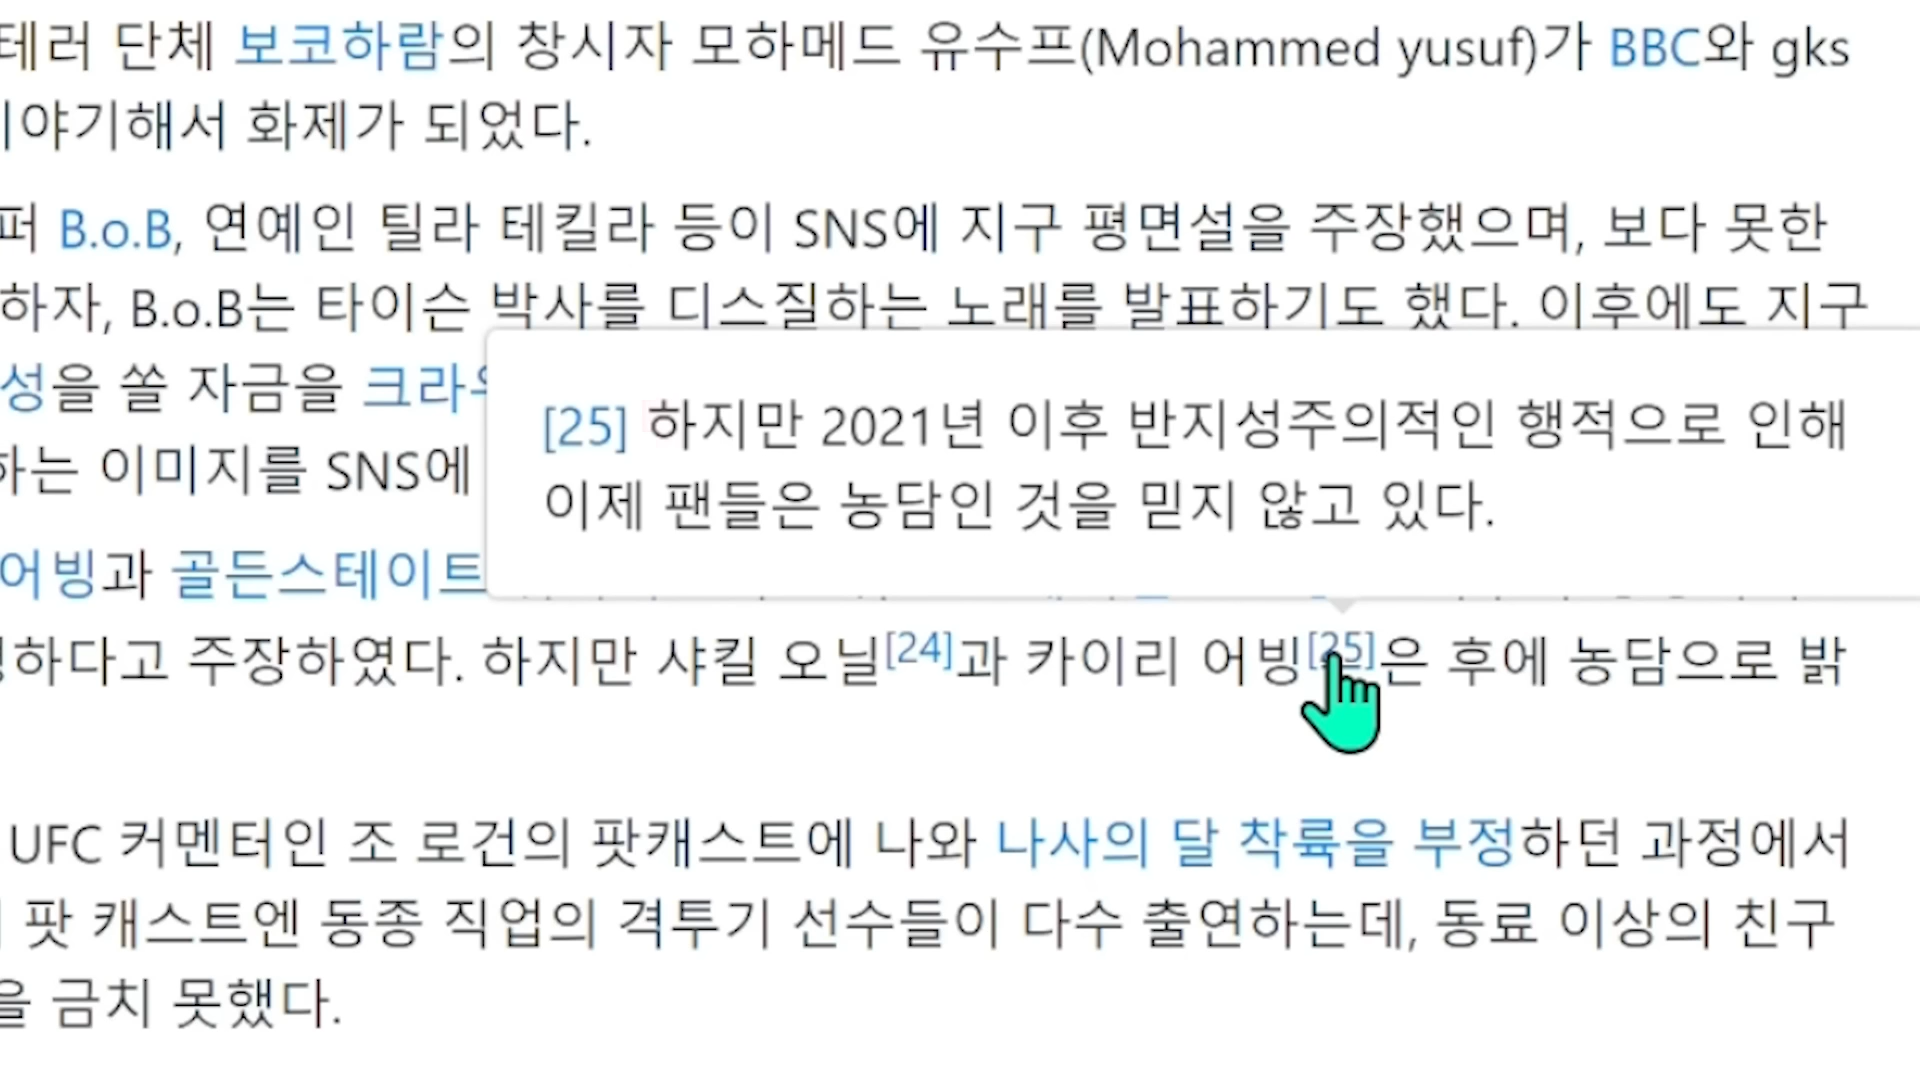 테러 단체 보코하람의 창시자 모하메드 유수프(Mohammed yusuf)가 BBC와 gks
이야기해서 화제가 되었다.
퍼 B.o.B, 연예인 틸라 테킬라 등이 SNS에 지구 평면설을 주장했으며, 보다 못한
하자, B.o.B는 타이슨 박사를 디스질하는 노래를 발표하기도 했다. 이후에도 지구
성을 쏠 자금을 크라우
[25] 하지만 2021년 이후 반지성주의적인 행적으로 인해
하는 이미지를 SNS에
이제 팬들은 농담인 것을 믿지 않고 있다.
어빙과 골든스테이트
하다고 주장하였다. 하지만 샤킬 오닐[24]과 카이리 어빙[25]은 후에 농담으로 밝
UFC 커멘터인 조 로건의 팟캐스트에 나와 나사의 달 착륙을 부정하던 과정에서
팟 캐스트엔 동종 직업의 격투기 선수들이 다수 출연하는데, 동료 이상의 친구
을 금치 못했다.